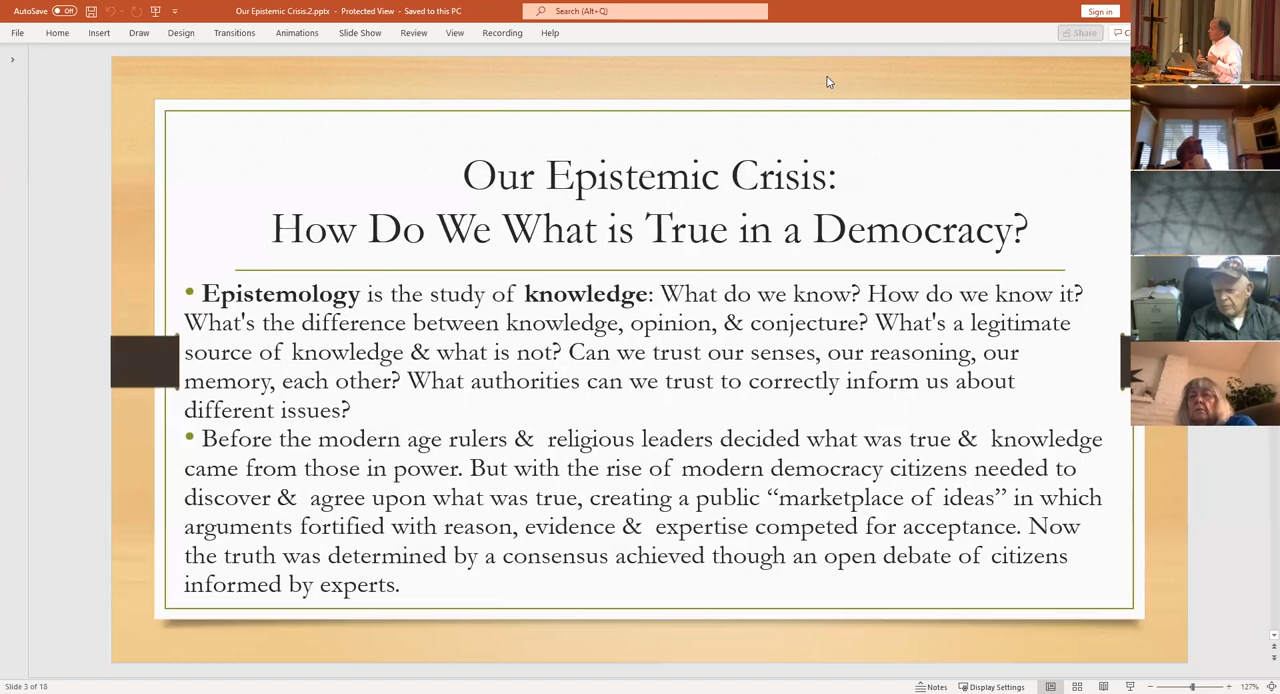 AutoSave Off Our Epistemic Crisis.2.pptx - Protected View - Saved to this PC Search (Alt+Q) Sign in
File Home Insert Draw Design Transitions Animations Slide Show Review View Recording Help Share
Our Epistemic Crisis:
How Do We What is True in a Democracy?
• Epistemology is the study of knowledge: What do we know? How do we know it?
What's the difference between knowledge, opinion, & conjecture? What's a legitimate
source of knowledge & what is not? Can we trust our senses, our reasoning, our
memory, each other? What authorities can we trust to correctly inform us about
different issues?
• Before the modern age rulers & religious leaders decided what was true & knowledge
came from those in power. But with the rise of modern democracy citizens needed to
discover & agree upon what was true, creating a public “marketplace of ideas” in which
arguments fortified with reason, evidence & expertise competed for acceptance. Now
the truth was determined by a consensus achieved though an open debate of citizens
informed by experts.
Slide 3 of 18 Notes Display Settings 127%